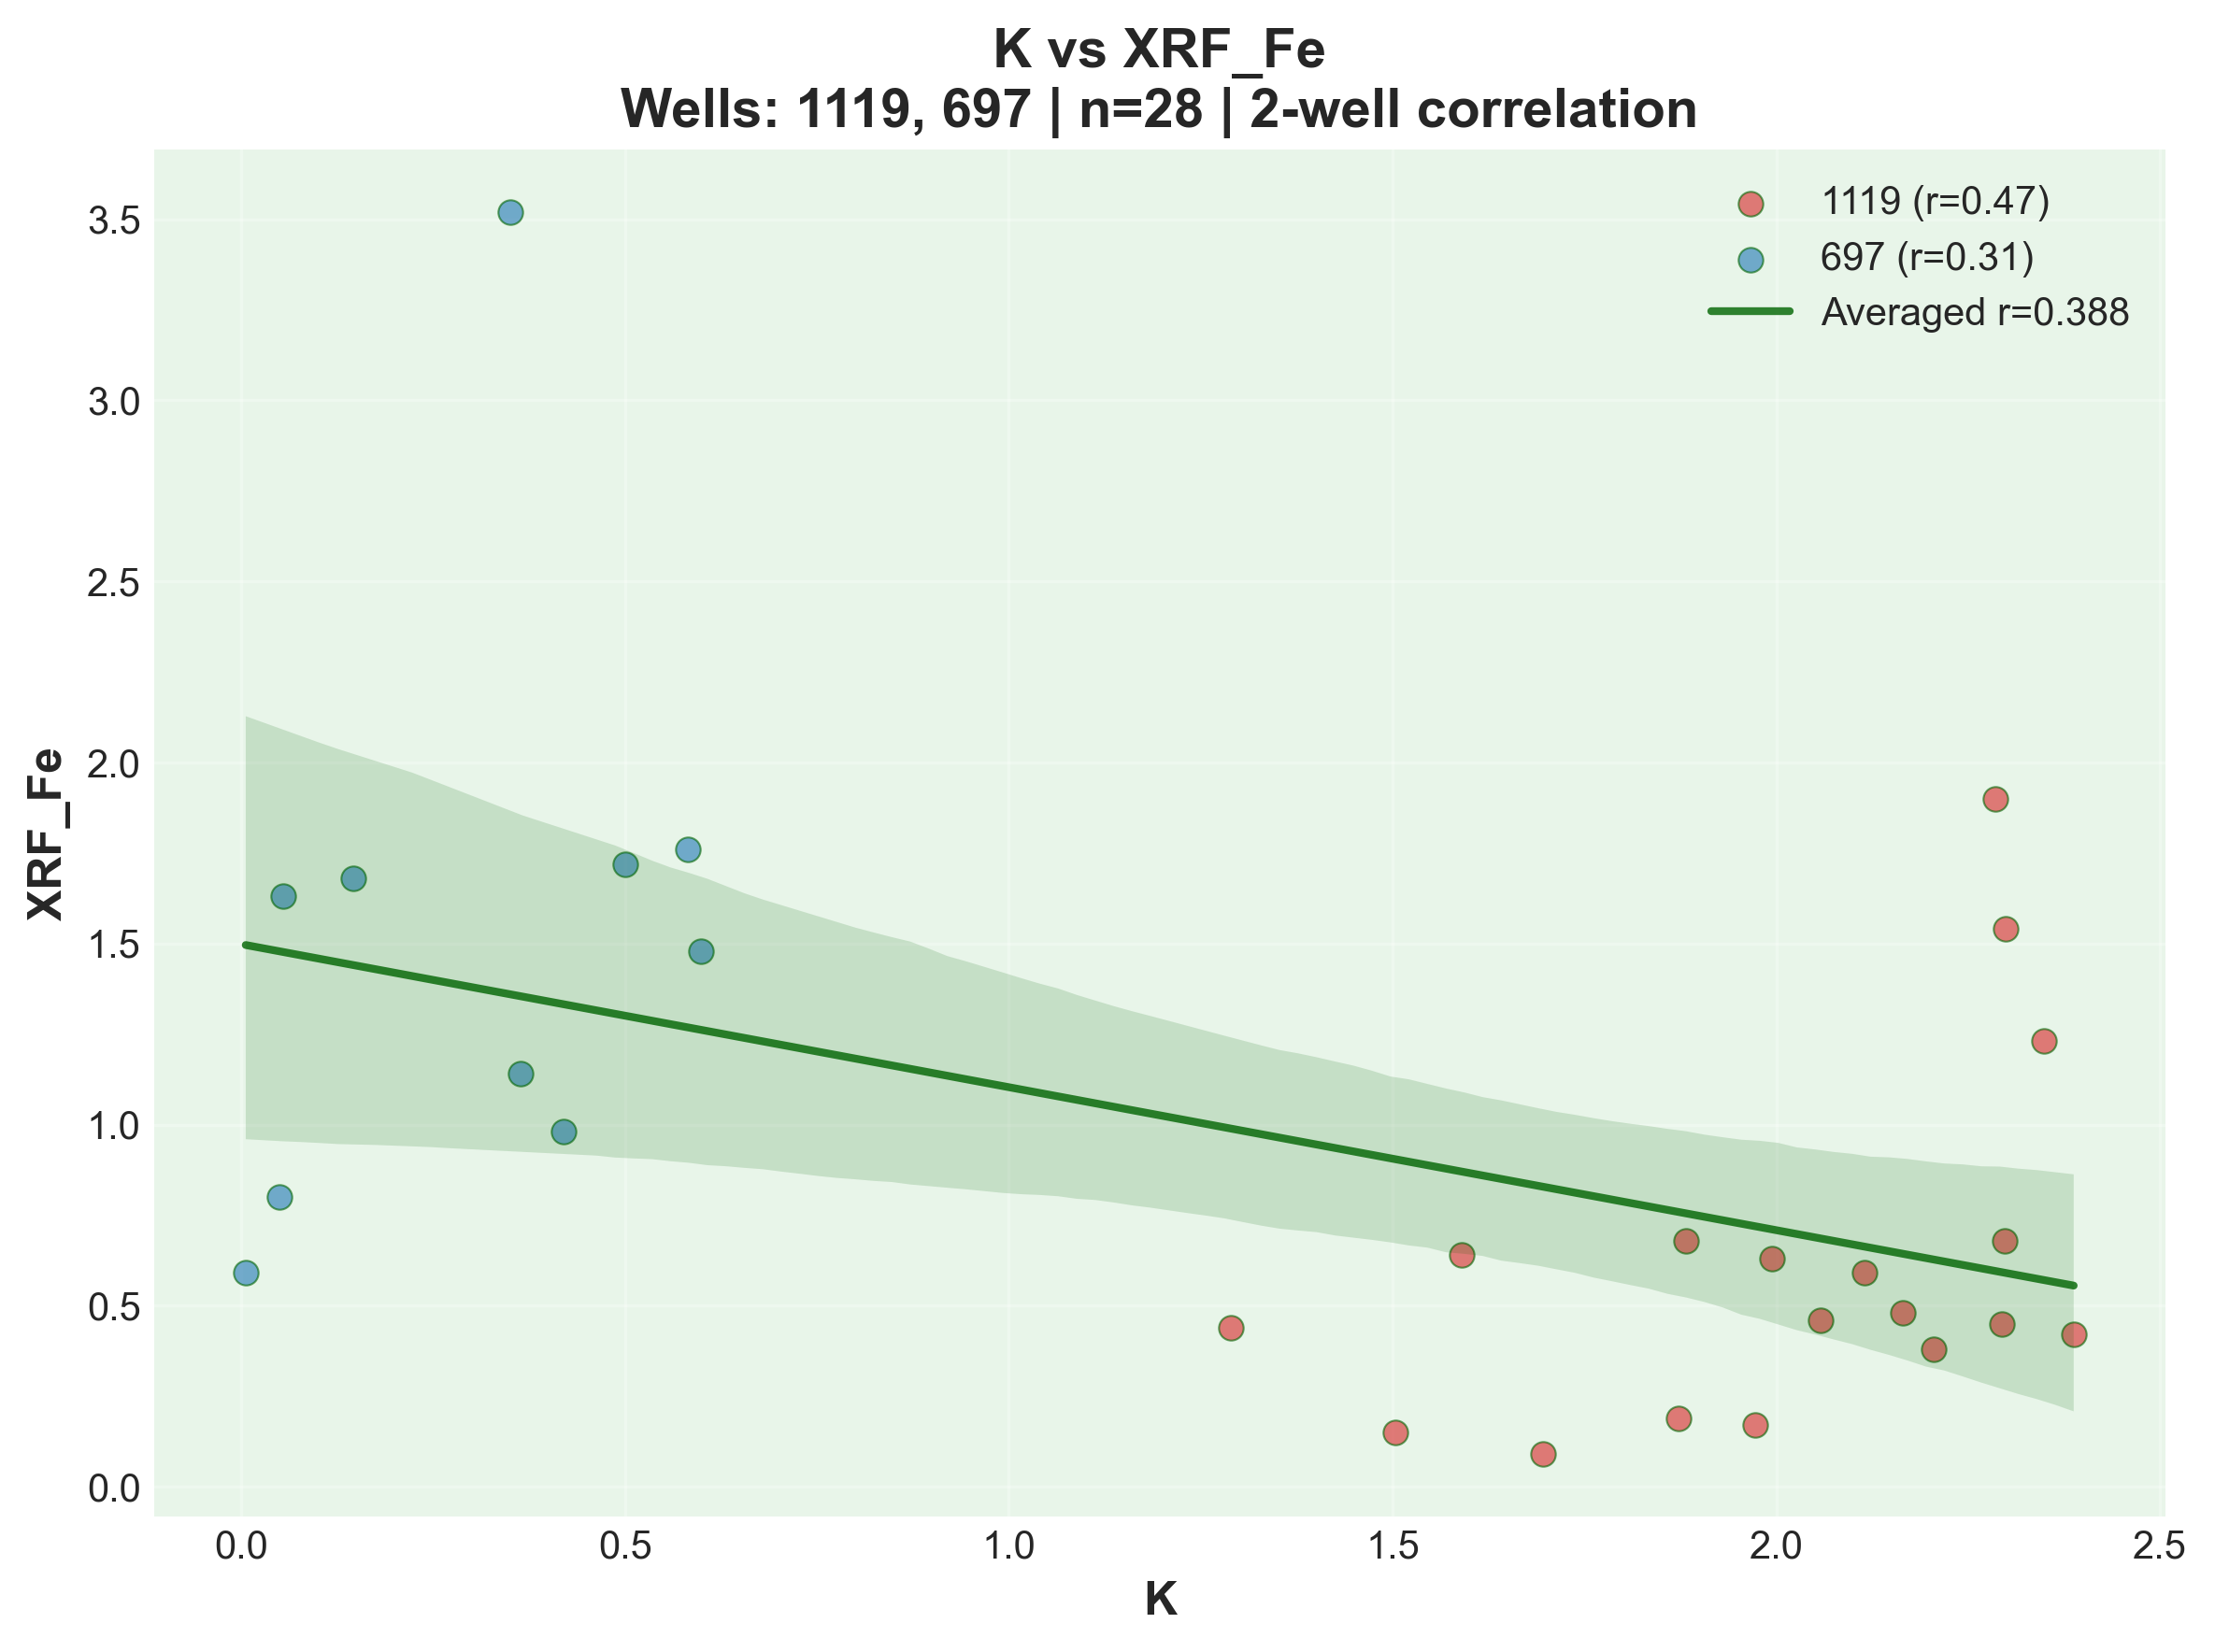 K vs XRF_Fe
Wells: 1119, 697 | n=28 | 2-well correlation
1119 (r=0.47)
697 (r=0.31)
Averaged r=0.388
XRF_Fe
3.5
3.0
2.5
2.0
1.5
1.0
0.5
0.0
0.0 0.5 1.0 1.5 2.0 2.5
K